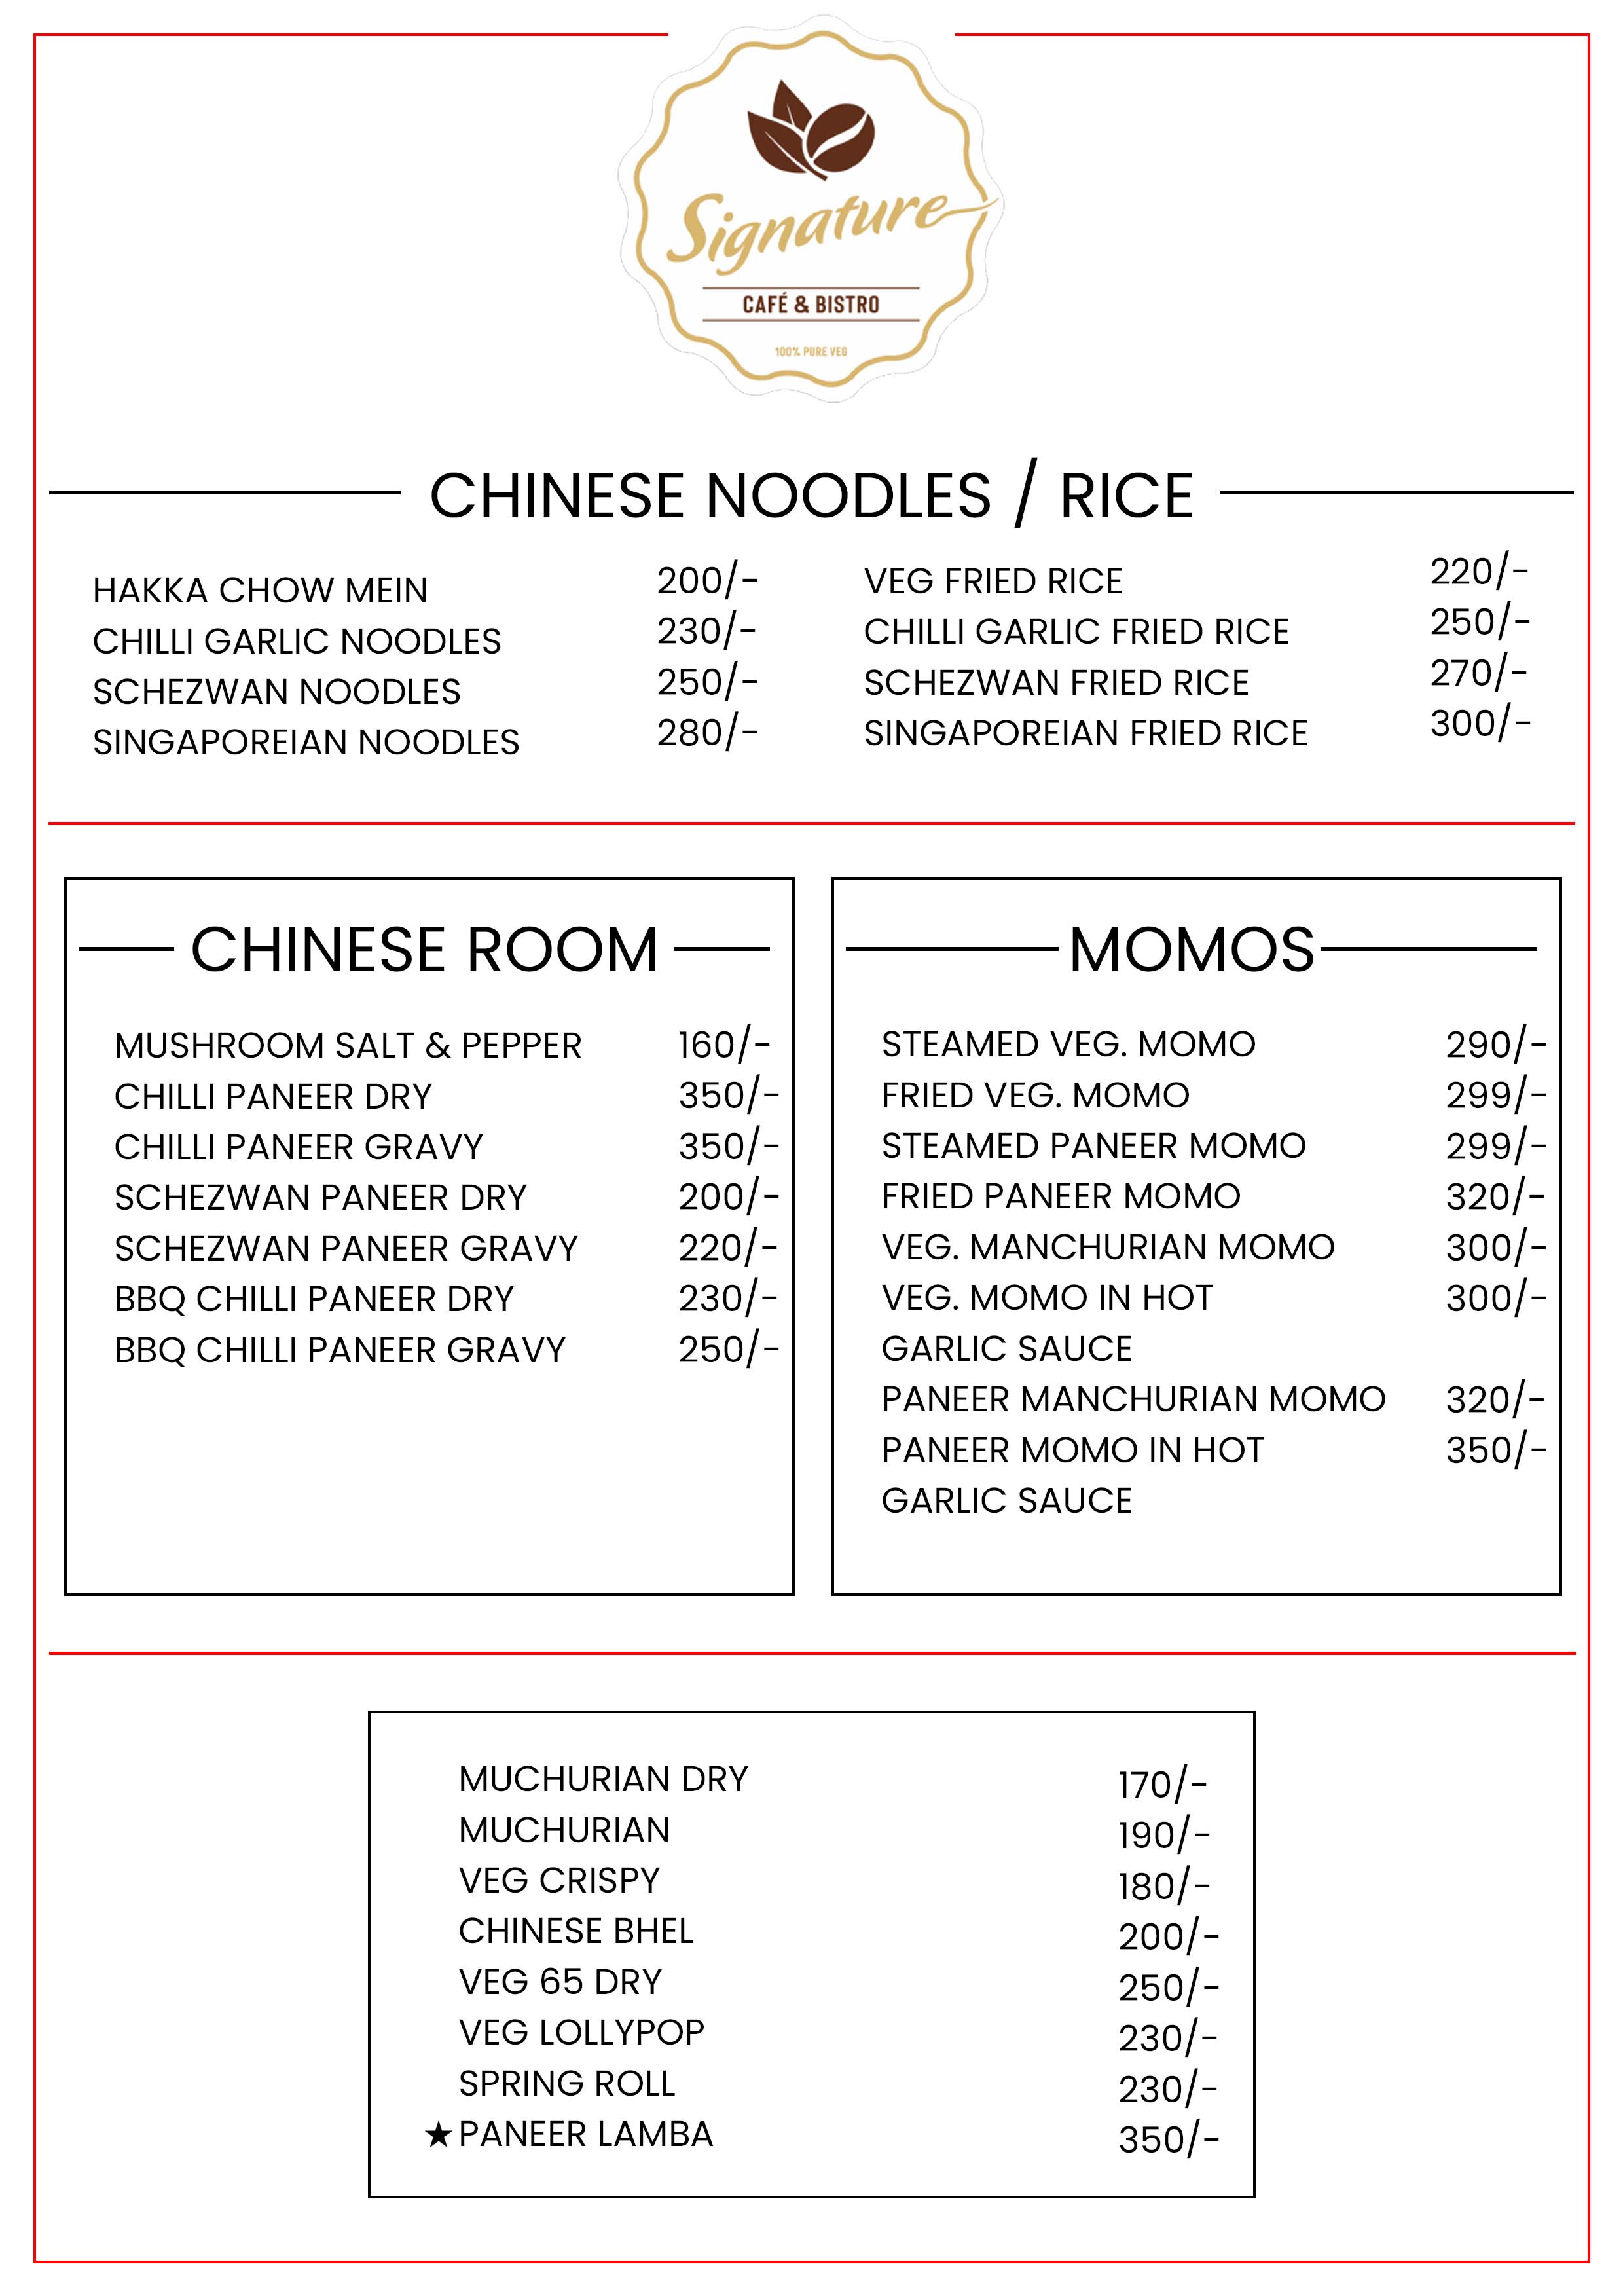 Signature
CAFÉ & BISTRO
100% PURE VEG
CHINESE NOODLES / RICE
HAKKA CHOW MEIN 200/-
CHILLI GARLIC NOODLES 230/-
SCHEZWAN NOODLES 250/-
SINGAPOREIAN NOODLES 280/-
VEG FRIED RICE 220/-
CHILLI GARLIC FRIED RICE 250/-
SCHEZWAN FRIED RICE 270/-
SINGAPOREIAN FRIED RICE 300/-
CHINESE ROOM
MUSHROOM SALT & PEPPER 160/-
CHILLI PANEER DRY 350/-
CHILLI PANEER GRAVY 350/-
SCHEZWAN PANEER DRY 200/-
SCHEZWAN PANEER GRAVY 220/-
BBQ CHILLI PANEER DRY 230/-
BBQ CHILLI PANEER GRAVY 250/-
MOMOS
STEAMED VEG. MOMO 290/-
FRIED VEG. MOMO 299/-
STEAMED PANEER MOMO 299/-
FRIED PANEER MOMO 320/-
VEG. MANCHURIAN MOMO 300/-
VEG. MOMO IN HOT 300/-
GARLIC SAUCE
PANEER MANCHURIAN MOMO 320/-
PANEER MOMO IN HOT 350/-
GARLIC SAUCE
MUCHURIAN DRY 170/-
MUCHURIAN 190/-
VEG CRISPY 180/-
CHINESE BHEL 200/-
VEG 65 DRY 250/-
VEG LOLLYPOP 230/-
SPRING ROLL 230/-
★PANEER LAMBA 350/-